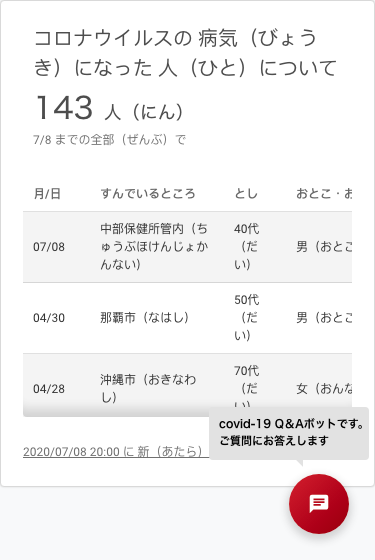 コロナウイルスの 病気（びょう
き）になった 人（ひと）について
143 人（にん）
7/8 までの全部（ぜんぶ）で
月/日 すんでいるところ とし おとこ・お
07/08 中部保健所管内（ち
ゅうぶほけんじょか
んない） 40代
（だ
い） 男（おとこ
04/30 那覇市（なはし） 50代
（だ
い） 男（おとこ
04/28 沖縄市（おきなわ
し） 70代
（だ
い） 女（おんな
covid-19 Q&Aボットです。
ご質問にお答えします
2020/07/08 20:00 に 新（あたら）